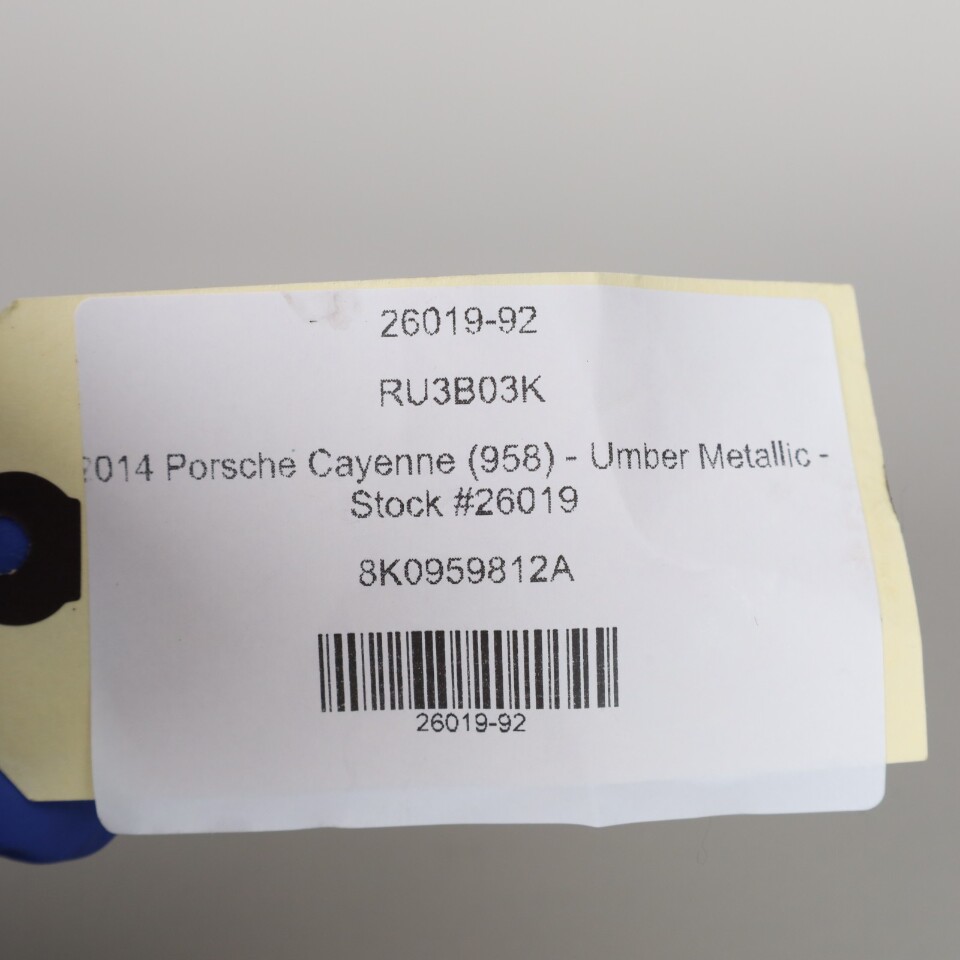 26019-92
RU3B03K
2014 Porsche Cayenne (958) - Umber Metallic -
Stock #26019
8K0959812A
26019-92